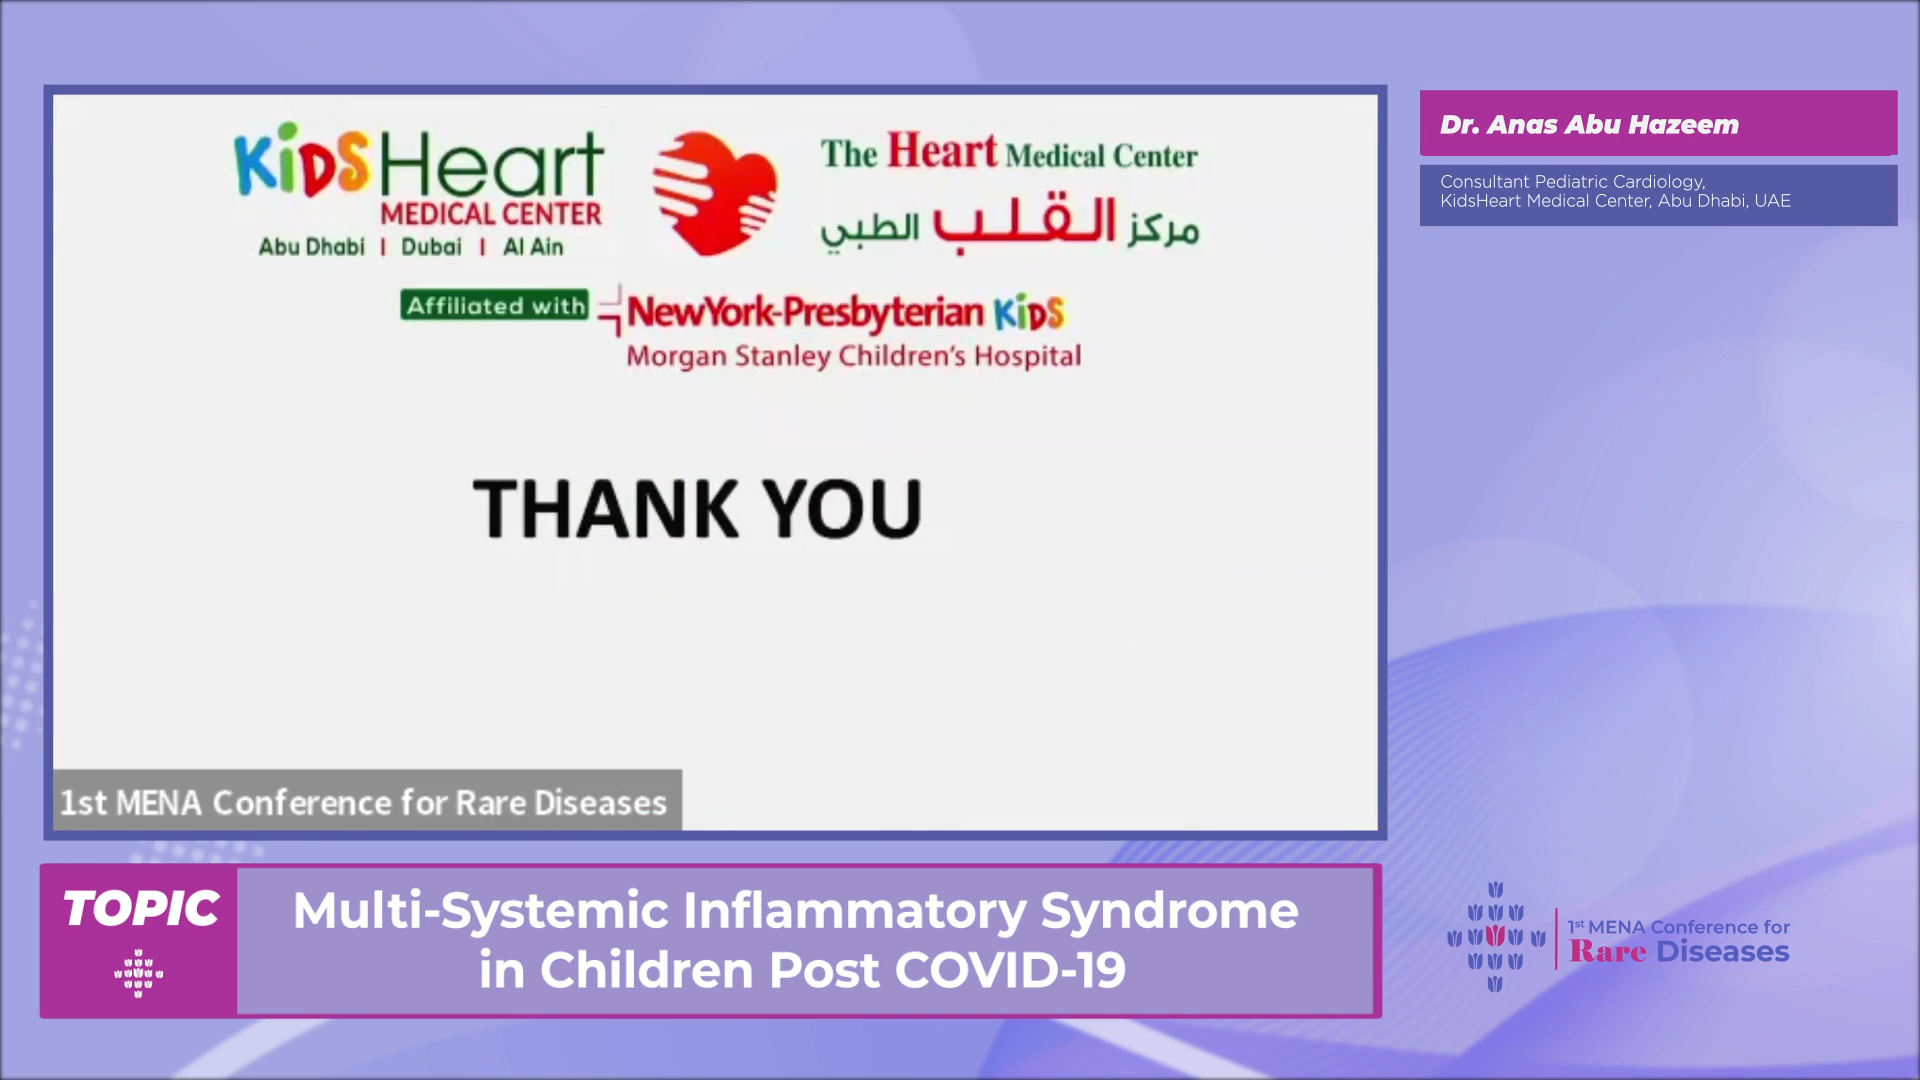 KiDS Heart
MEDICAL CENTER
Abu Dhabi | Dubai | Al Ain
The Heart Medical Center
مركز القلب الطبي
Affiliated with
NewYork-Presbyterian KiDS
Morgan Stanley Children's Hospital
THANK YOU
1st MENA Conference for Rare Diseases
Dr. Anas Abu Hazeem
Consultant Pediatric Cardiology,
KidsHeart Medical Center, Abu Dhabi, UAE
TOPIC
Multi-Systemic Inflammatory Syndrome
in Children Post COVID-19
1st MENA Conference for
Rare Diseases